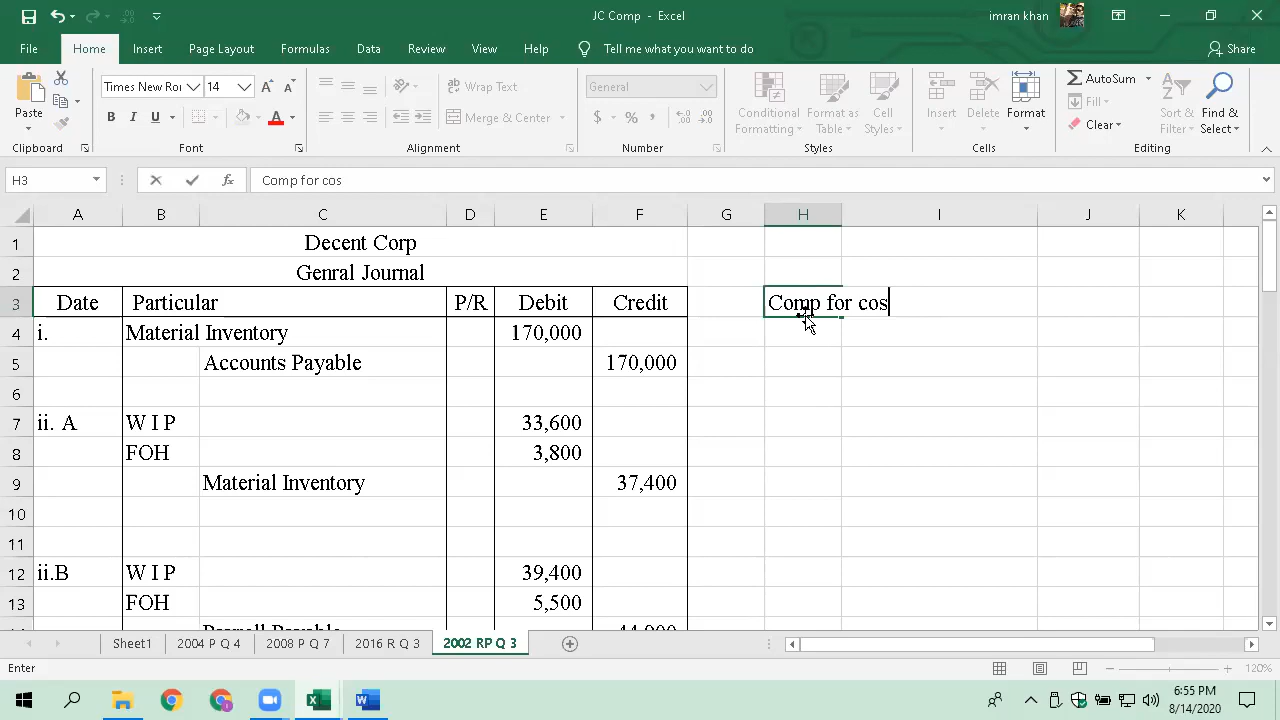 JC Comp - Excel
imran khan
File Home Insert Page Layout Formulas Data Review View Help Tell me what you want to do Share
Times New Ro 14 A A Wrap Text General AutoSum
Paste Fill
B I U A Merge & Center $ % Conditional Formatting Format as Table Cell Styles Insert Delete Format Clear Sort & Filter Find & Select
Clipboard Font Alignment Number Styles Cells Editing
H3 fx Comp for cos
A B C D E F G H I J K
1 Decent Corp
2 Genral Journal
3 Date Particular P/R Debit Credit Comp for cos
4 i. Material Inventory 170,000
5 Accounts Payable 170,000
6
7 ii. A W I P 33,600
8 FOH 3,800
9 Material Inventory 37,400
10
11
12 ii.B W I P 39,400
13 FOH 5,500
Sheet1 2004 P Q 4 2008 P Q 7 2016 R Q 3 2002 RP Q 3
Enter 120%
6:55 PM
8/14/2020